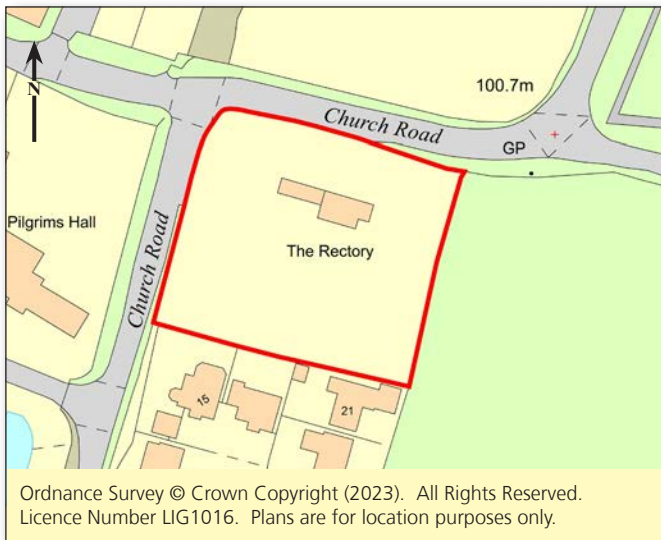 N
100.7m
Church Road
GP
Pilgrims Hall
Church Road
The Rectory
15
21
Ordnance Survey © Crown Copyright (2023). All Rights Reserved.
Licence Number LIG1016. Plans are for location purposes only.